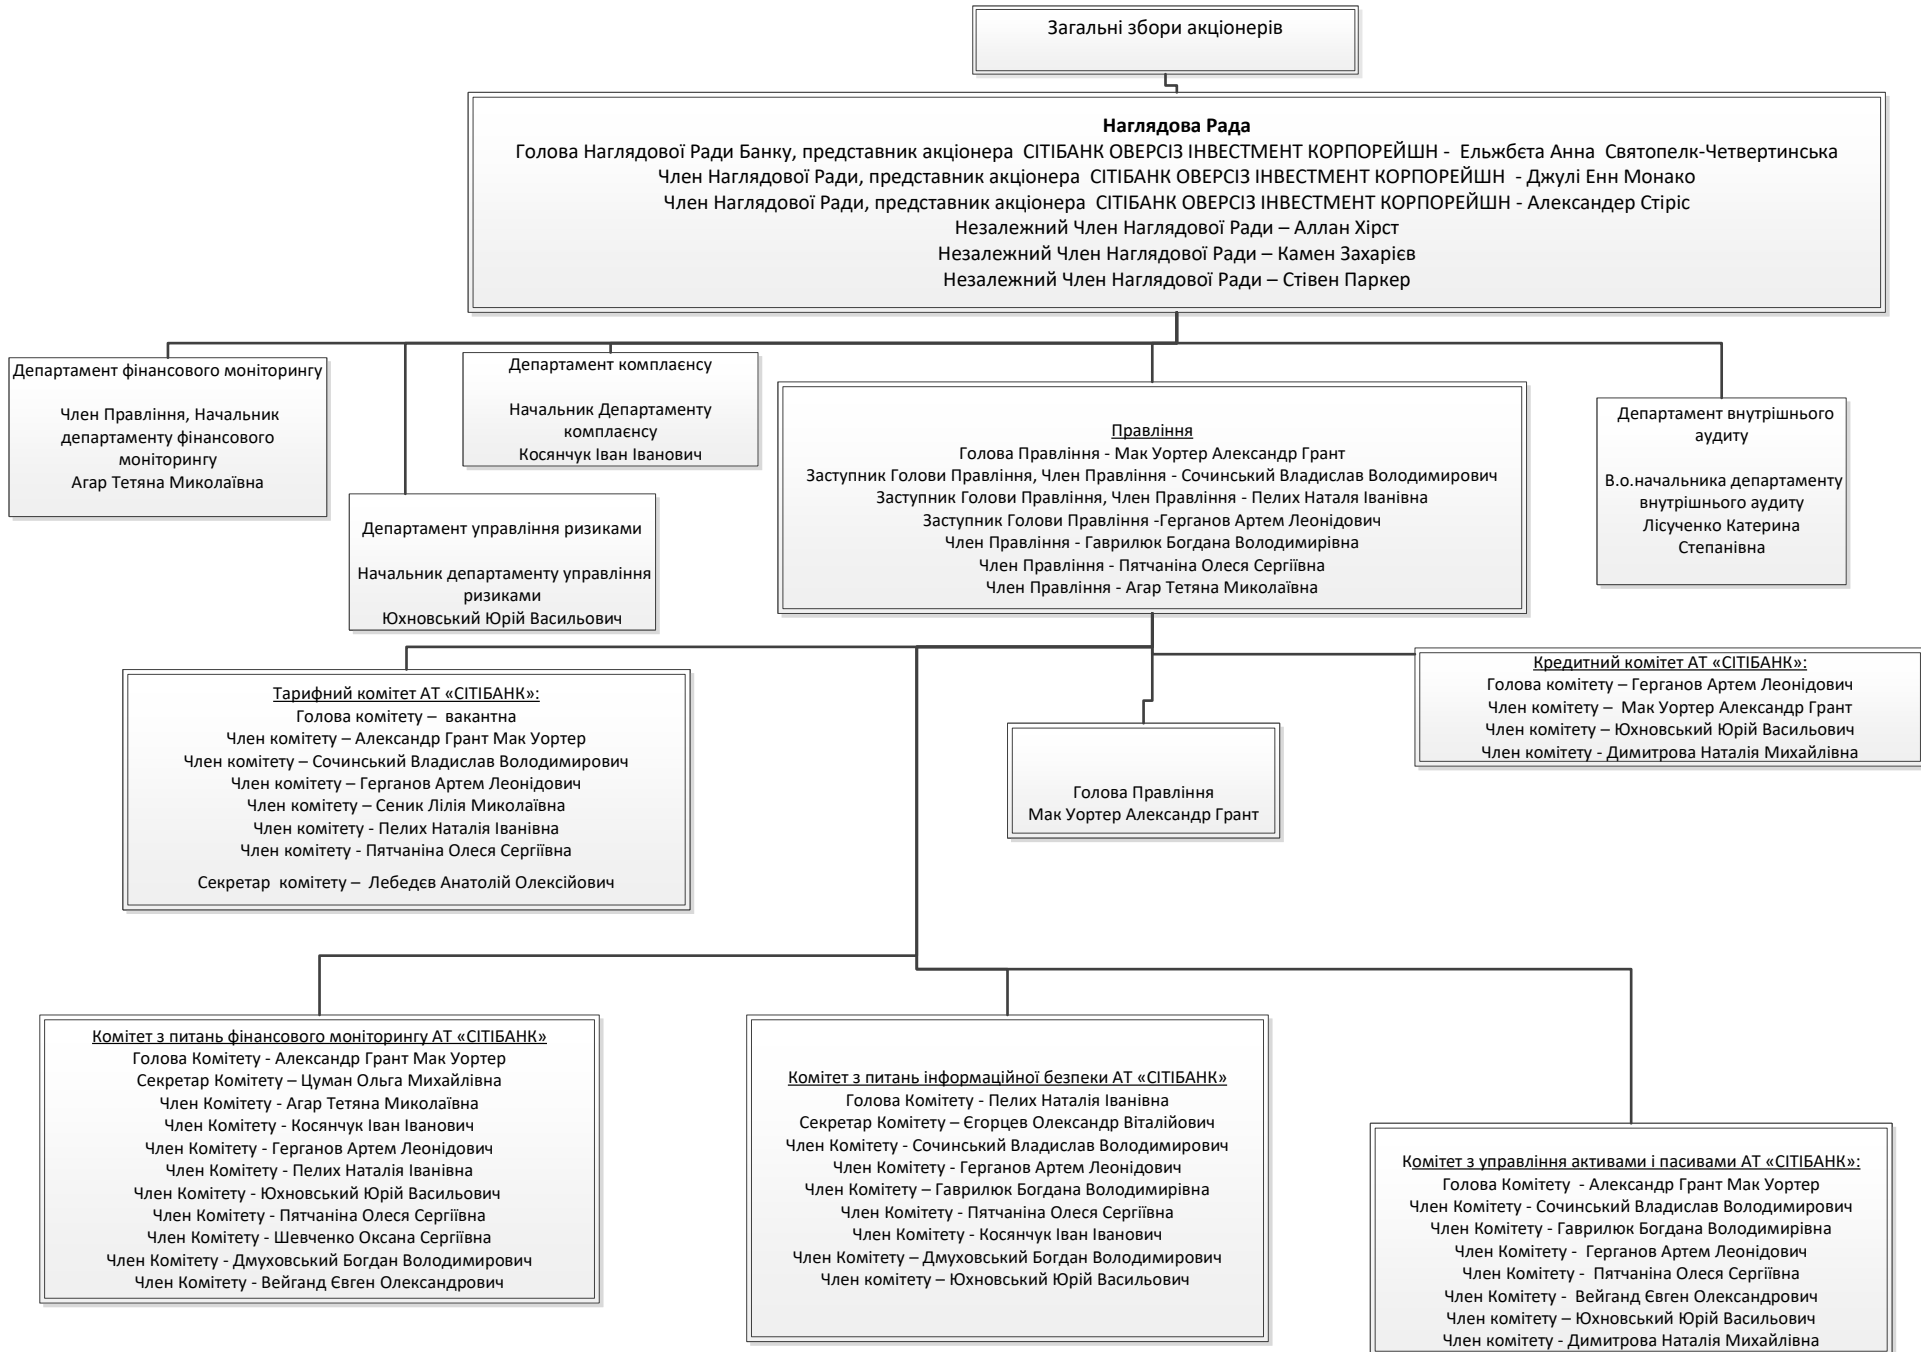 Загальні збори акціонерів
Наглядова Рада
Голова Наглядової Ради Банку, представник акціонера СІТІБАНК ОВЕРСІЗ ІНВЕСТМЕНТ КОРПОРЕЙШН - Ельжбєта Анна Святопелк-Четвертинська
Член Наглядової Ради, представник акціонера СІТІБАНК ОВЕРСІЗ ІНВЕСТМЕНТ КОРПОРЕЙШН - Джулі Енн Монако
Член Наглядової Ради, представник акціонера СІТІБАНК ОВЕРСІЗ ІНВЕСТМЕНТ КОРПОРЕЙШН - Александер Стіріс
Незалежний Член Наглядової Ради – Аллан Хірст
Незалежний Член Наглядової Ради – Камен Захарієв
Незалежний Член Наглядової Ради – Стівен Паркер
Департамент фінансового моніторингу
Член Правління, Начальник
департаменту фінансового
моніторингу
Агар Тетяна Миколаївна
Департамент управління ризиками
Начальник департаменту управління
ризиками
Юхновський Юрій Васильович
Департамент комплаєнсу
Начальник Департаменту
комплаєнсу
Косянчук Іван Іванович
Правління
Голова Правління - Мак Уортер Александр Грант
Заступник Голови Правління, Член Правління - Сочинський Владислав Володимирович
Заступник Голови Правління, Член Правління - Пелих Наталя Іванівна
Заступник Голови Правління -Герганов Артем Леонідович
Член Правління - Гаврилюк Богдана Володимирівна
Член Правління - Пятчаніна Олеся Сергіївна
Член Правління - Агар Тетяна Миколаївна
Департамент внутрішнього
аудиту
В.о.начальника департаменту
внутрішнього аудиту
Лісученко Катерина
Степанівна
Тарифний комітет АТ «СІТІБАНК»:
Голова комітету – вакантна
Член комітету – Александр Грант Мак Уортер
Член комітету – Сочинський Владислав Володимирович
Член комітету – Герганов Артем Леонідович
Член комітету – Сеник Лілія Миколаївна
Член комітету - Пелих Наталія Іванівна
Член комітету - Пятчаніна Олеся Сергіївна
Секретар комітету – Лебедєв Анатолій Олексійович
Голова Правління
Мак Уортер Александр Грант
Кредитний комітет АТ «СІТІБАНК»:
Голова комітету – Герганов Артем Леонідович
Член комітету – Мак Уортер Александр Грант
Член комітету – Юхновський Юрій Васильович
Член комітету - Димитрова Наталія Михайлівна
Комітет з питань фінансового моніторингу АТ «СІТІБАНК»
Голова Комітету - Александр Грант Мак Уортер
Секретар Комітету – Цуман Ольга Михайлівна
Член Комітету - Агар Тетяна Миколаївна
Член Комітету - Косянчук Іван Іванович
Член Комітету - Герганов Артем Леонідович
Член Комітету - Пелих Наталія Іванівна
Член Комітету - Юхновський Юрій Васильович
Член Комітету - Пятчаніна Олеся Сергіївна
Член Комітету - Шевченко Оксана Сергіївна
Член Комітету - Дмуховський Богдан Володимирович
Член Комітету - Вейганд Євген Олександрович
Комітет з питань інформаційної безпеки АТ «СІТІБАНК»
Голова Комітету - Пелих Наталія Іванівна
Секретар Комітету – Єгорцев Олександр Віталійович
Член Комітету - Сочинський Владислав Володимирович
Член Комітету - Герганов Артем Леонідович
Член Комітету – Гаврилюк Богдана Володимирівна
Член Комітету - Пятчаніна Олеся Сергіївна
Член Комітету - Косянчук Іван Іванович
Член Комітету – Дмуховський Богдан Володимирович
Член комітету – Юхновський Юрій Васильович
Комітет з управління активами і пасивами АТ «СІТІБАНК»:
Голова Комітету - Александр Грант Мак Уортер
Член Комітету - Сочинський Владислав Володимирович
Член Комітету - Гаврилюк Богдана Володимирівна
Член Комітету - Герганов Артем Леонідович
Член Комітету - Пятчаніна Олеся Сергіївна
Член Комітету - Вейганд Євген Олександрович
Член комітету – Юхновський Юрій Васильович
Член комітету - Димитрова Наталія Михайлівна